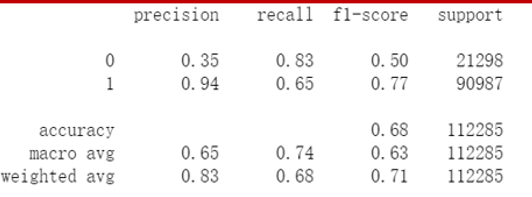 precision recall f1-score support
0 0.35 0.83 0.50 21298
1 0.94 0.65 0.77 90987
accuracy 0.68 112285
macro avg 0.65 0.74 0.63 112285
weighted avg 0.83 0.68 0.71 112285